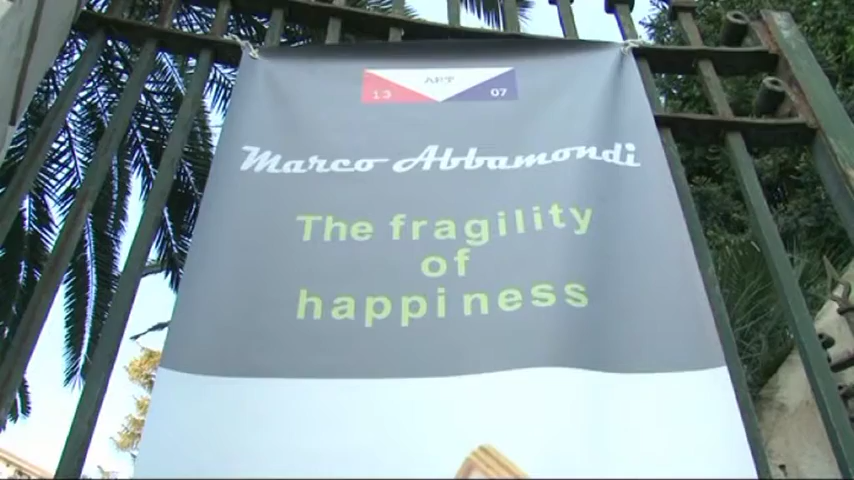 ART
13 07
Marco Abbamondi
The fragility
of
happiness